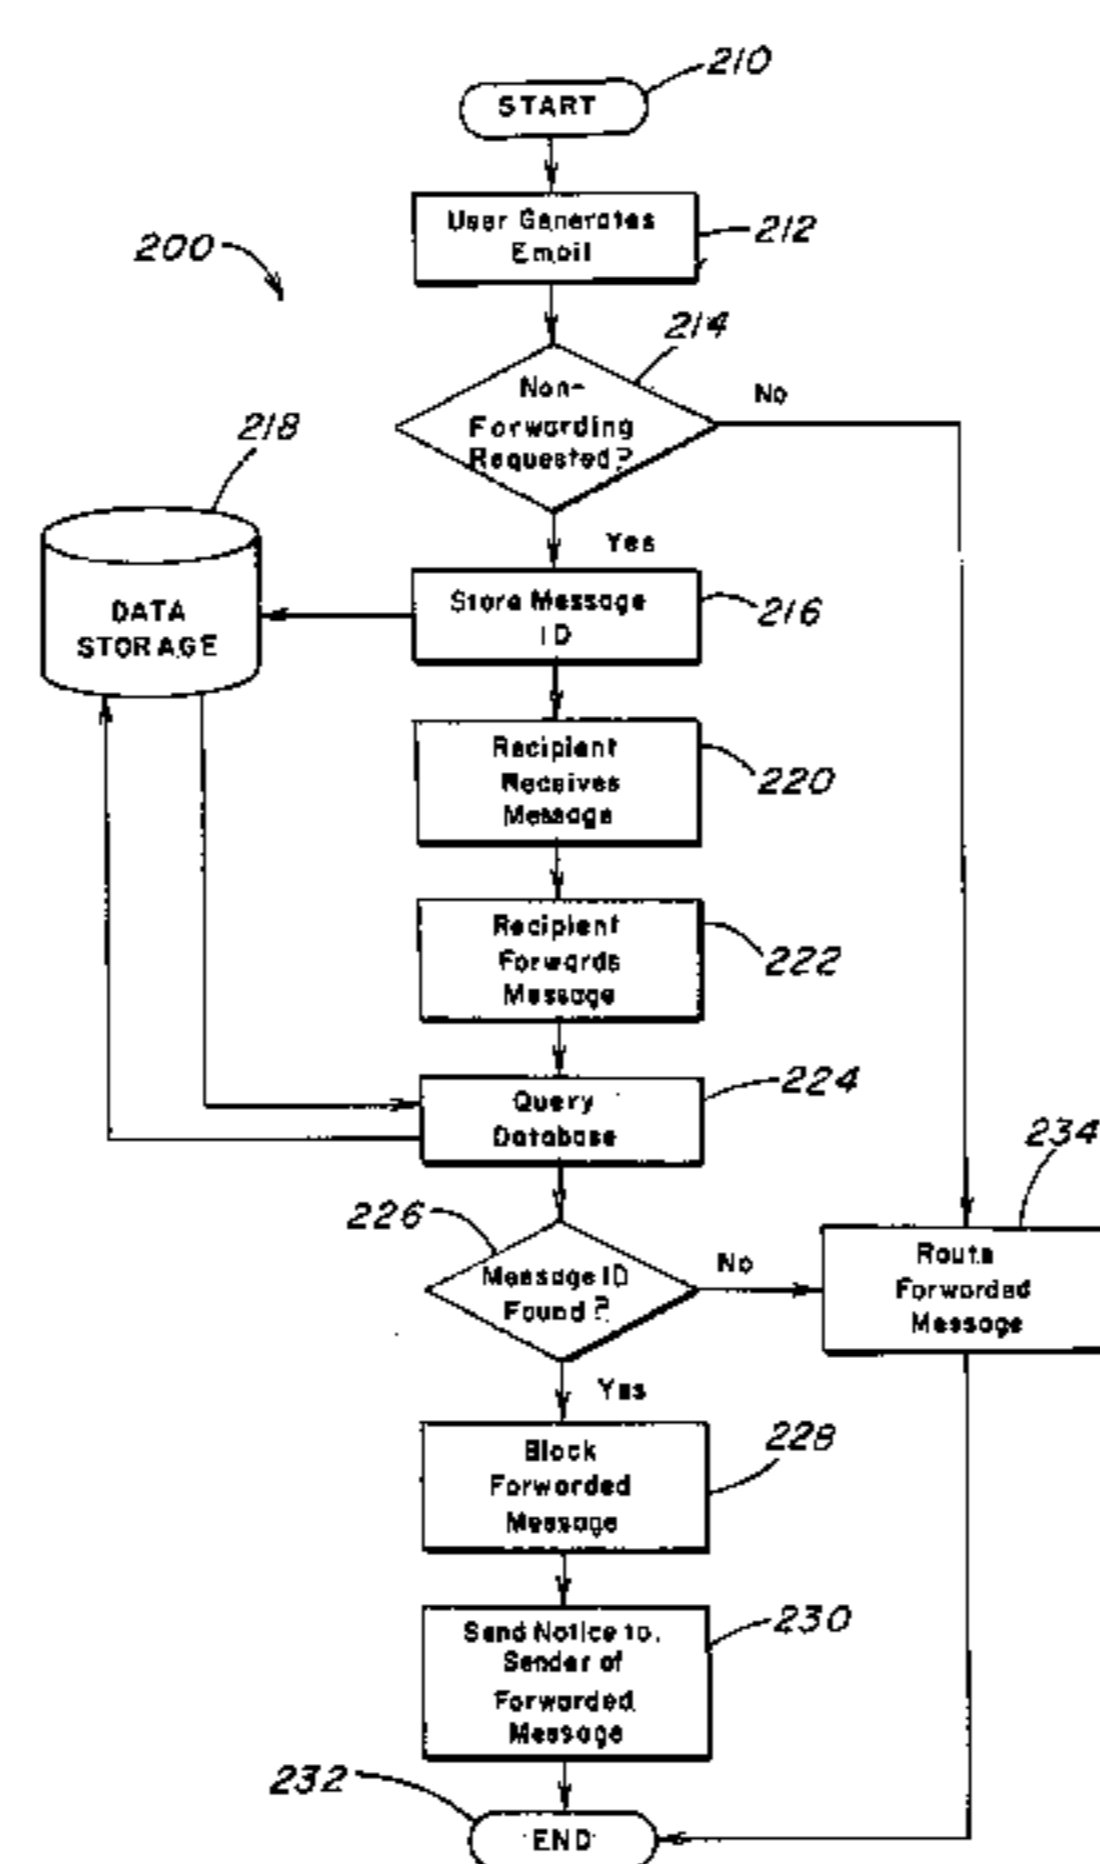 210
START
User Generates
Email
212
200
214
Non-
Forwarding
Requested?
No
218
Yes
DATA
STORAGE
Store Message
ID
216
Recipient
Receives
Message
220
Recipient
Forwards
Message
222
Query
Database
224
234
226
Message ID
Found?
No
Route
Forwarded
Message
Yes
Block
Forwarded
Message
228
Send Notice to
Sender of
Forwarded
Message
230
232
END